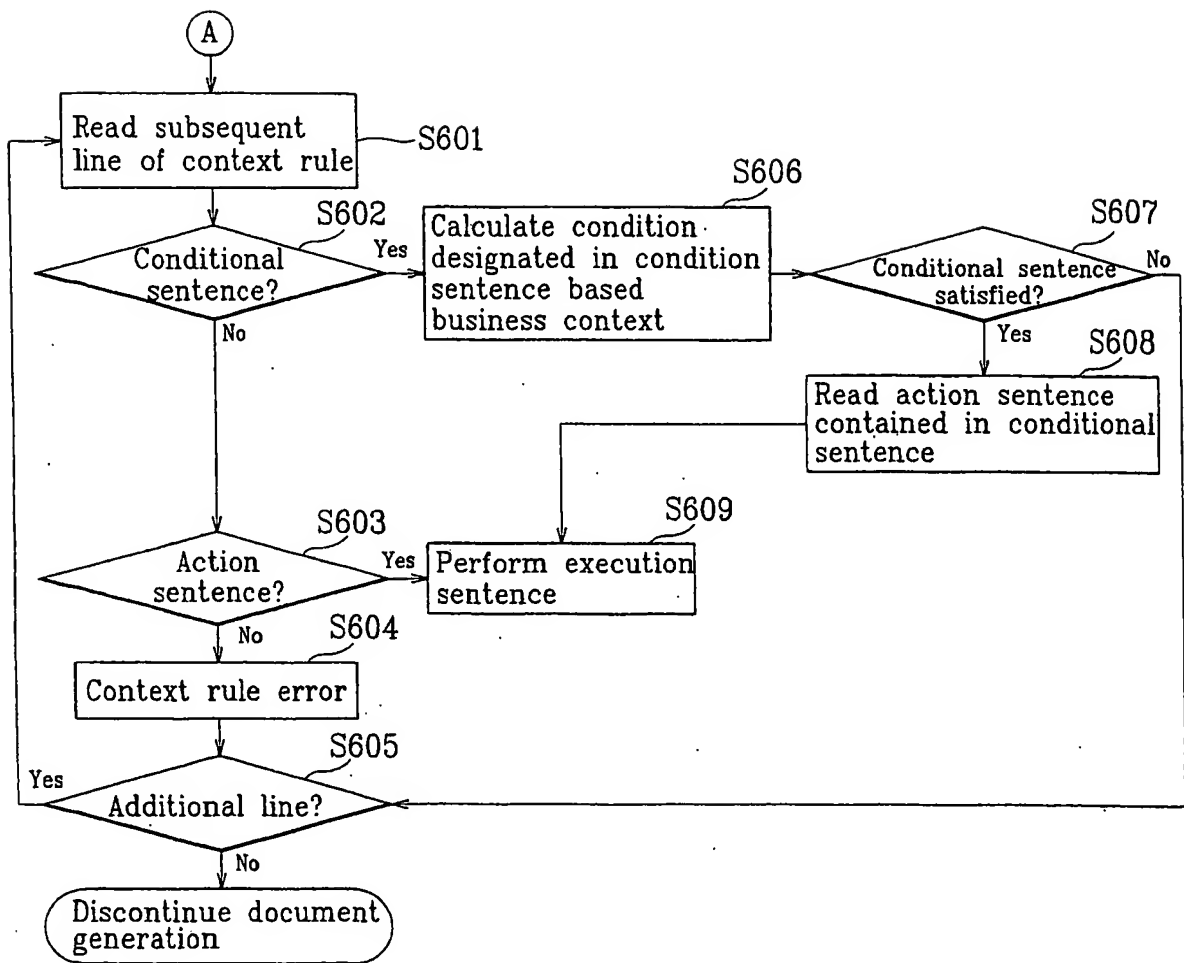 A
Read subsequent
line of context rule
S601
S602
Conditional
sentence?
Yes
No
S606
Calculate condition
designated in condition
sentence based
business context
S607
Conditional sentence
satisfied?
No
Yes
S608
Read action sentence
contained in conditional
sentence
S603
Action
sentence?
Yes
No
S609
Perform execution
sentence
S604
Context rule error
S605
Additional line?
Yes
No
Discontinue document
generation